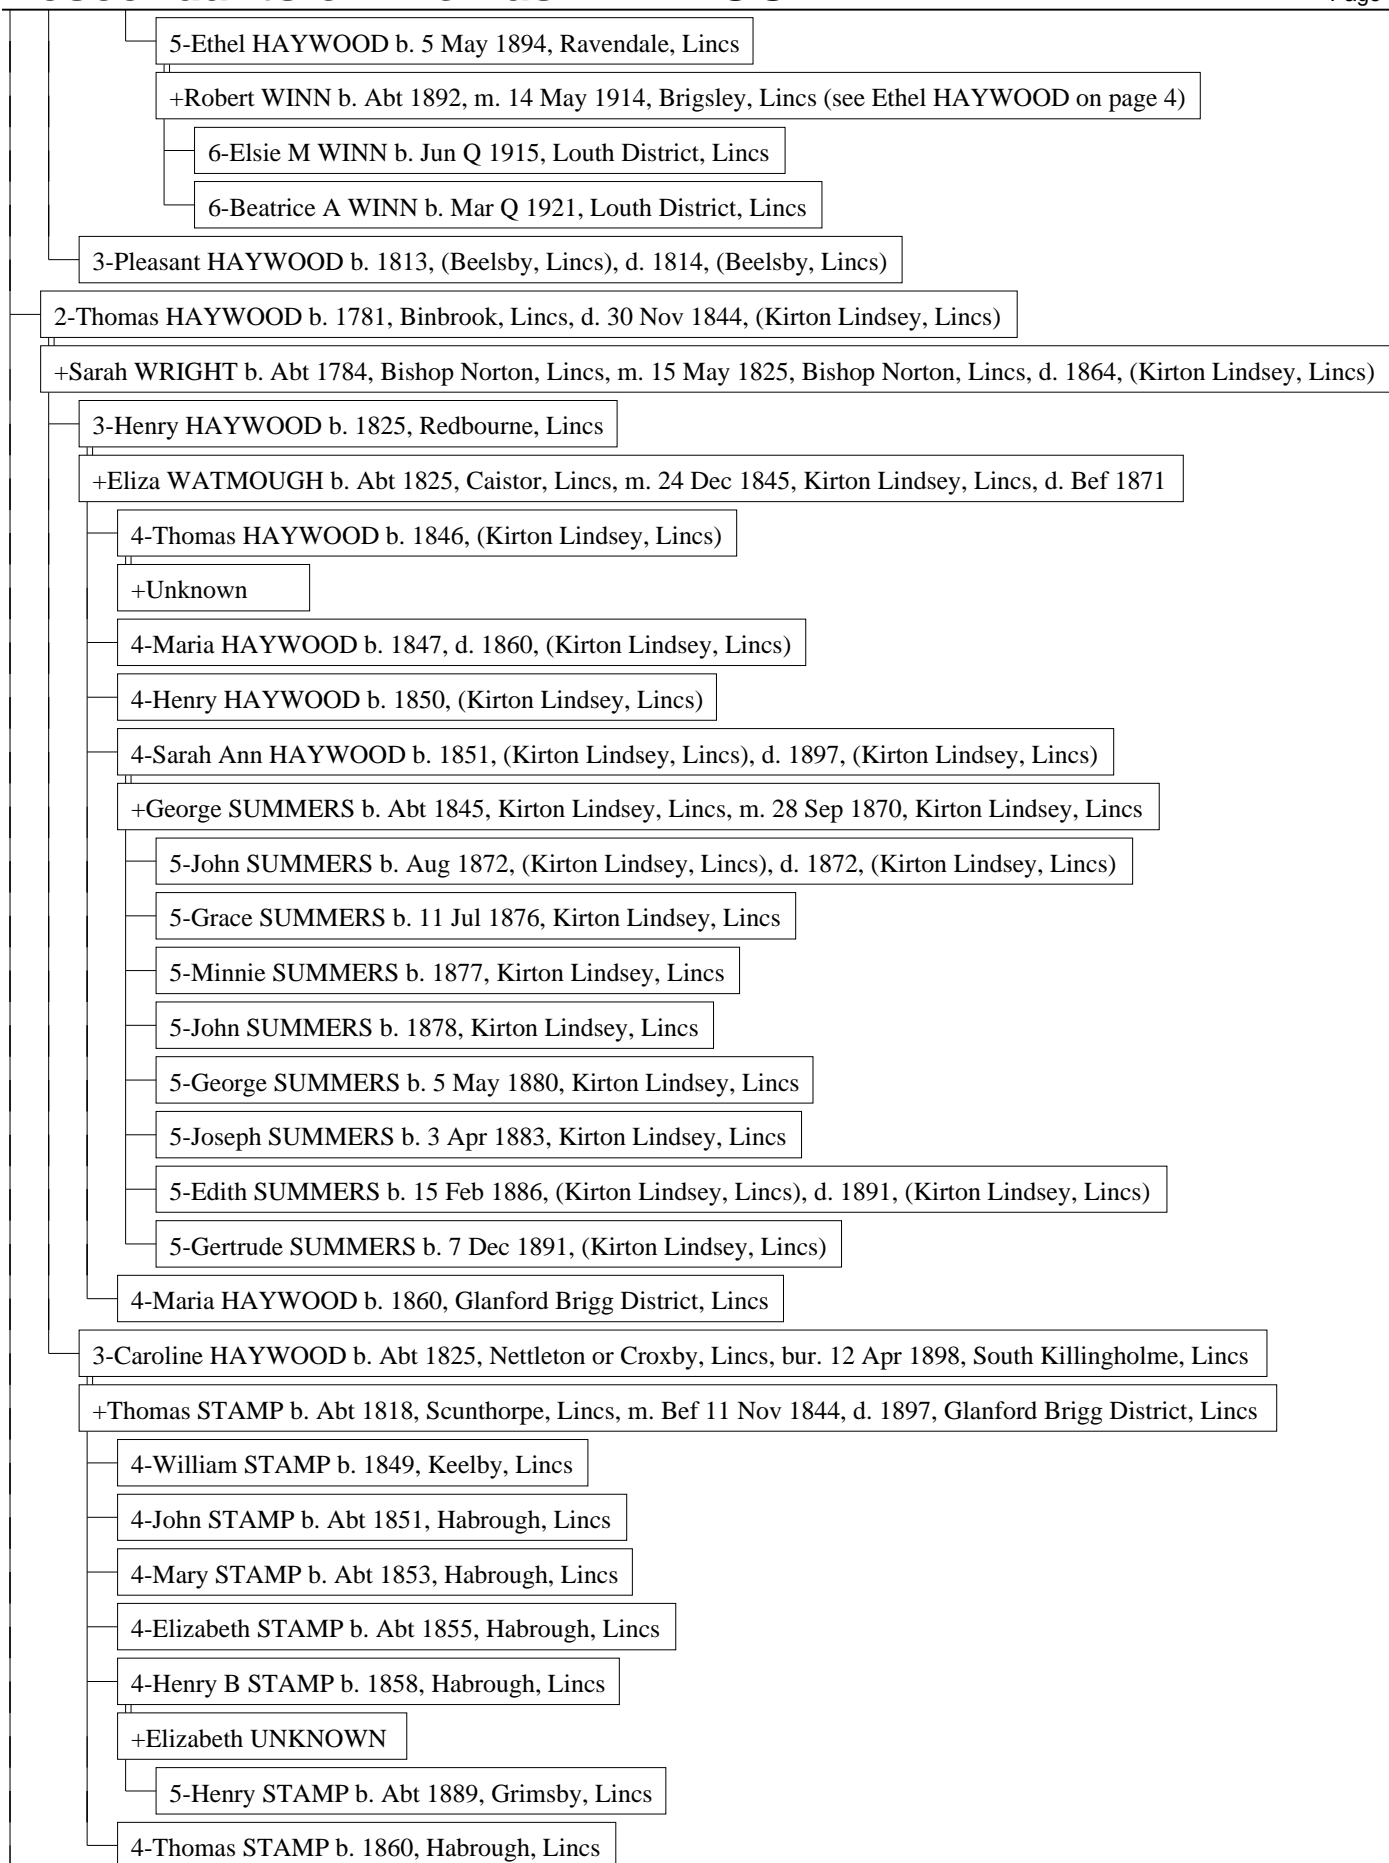 5-Ethel HAYWOOD b. 5 May 1894, Ravendale, Lincs
+Robert WINN b. Abt 1892, m. 14 May 1914, Brigsley, Lincs (see Ethel HAYWOOD on page 4)
6-Elsie M WINN b. Jun Q 1915, Louth District, Lincs
6-Beatrice A WINN b. Mar Q 1921, Louth District, Lincs
3-Pleasant HAYWOOD b. 1813, (Beelsby, Lincs), d. 1814, (Beelsby, Lincs)
2-Thomas HAYWOOD b. 1781, Binbrook, Lincs, d. 30 Nov 1844, (Kirton Lindsey, Lincs)
+Sarah WRIGHT b. Abt 1784, Bishop Norton, Lincs, m. 15 May 1825, Bishop Norton, Lincs, d. 1864, (Kirton Lindsey, Lincs)
3-Henry HAYWOOD b. 1825, Redbourne, Lincs
+Eliza WATMOUGH b. Abt 1825, Caistor, Lincs, m. 24 Dec 1845, Kirton Lindsey, Lincs, d. Bef 1871
4-Thomas HAYWOOD b. 1846, (Kirton Lindsey, Lincs)
+Unknown
4-Maria HAYWOOD b. 1847, d. 1860, (Kirton Lindsey, Lincs)
4-Henry HAYWOOD b. 1850, (Kirton Lindsey, Lincs)
4-Sarah Ann HAYWOOD b. 1851, (Kirton Lindsey, Lincs), d. 1897, (Kirton Lindsey, Lincs)
+George SUMMERS b. Abt 1845, Kirton Lindsey, Lincs, m. 28 Sep 1870, Kirton Lindsey, Lincs
5-John SUMMERS b. Aug 1872, (Kirton Lindsey, Lincs), d. 1872, (Kirton Lindsey, Lincs)
5-Grace SUMMERS b. 11 Jul 1876, Kirton Lindsey, Lincs
5-Minnie SUMMERS b. 1877, Kirton Lindsey, Lincs
5-John SUMMERS b. 1878, Kirton Lindsey, Lincs
5-George SUMMERS b. 5 May 1880, Kirton Lindsey, Lincs
5-Joseph SUMMERS b. 3 Apr 1883, Kirton Lindsey, Lincs
5-Edith SUMMERS b. 15 Feb 1886, (Kirton Lindsey, Lincs), d. 1891, (Kirton Lindsey, Lincs)
5-Gertrude SUMMERS b. 7 Dec 1891, (Kirton Lindsey, Lincs)
4-Maria HAYWOOD b. 1860, Glanford Brigg District, Lincs
3-Caroline HAYWOOD b. Abt 1825, Nettleton or Croxby, Lincs, bur. 12 Apr 1898, South Killingholme, Lincs
+Thomas STAMP b. Abt 1818, Scunthorpe, Lincs, m. Bef 11 Nov 1844, d. 1897, Glanford Brigg District, Lincs
4-William STAMP b. 1849, Keelby, Lincs
4-John STAMP b. Abt 1851, Habrough, Lincs
4-Mary STAMP b. Abt 1853, Habrough, Lincs
4-Elizabeth STAMP b. Abt 1855, Habrough, Lincs
4-Henry B STAMP b. 1858, Habrough, Lincs
+Elizabeth UNKNOWN
5-Henry STAMP b. Abt 1889, Grimsby, Lincs
4-Thomas STAMP b. 1860, Habrough, Lincs